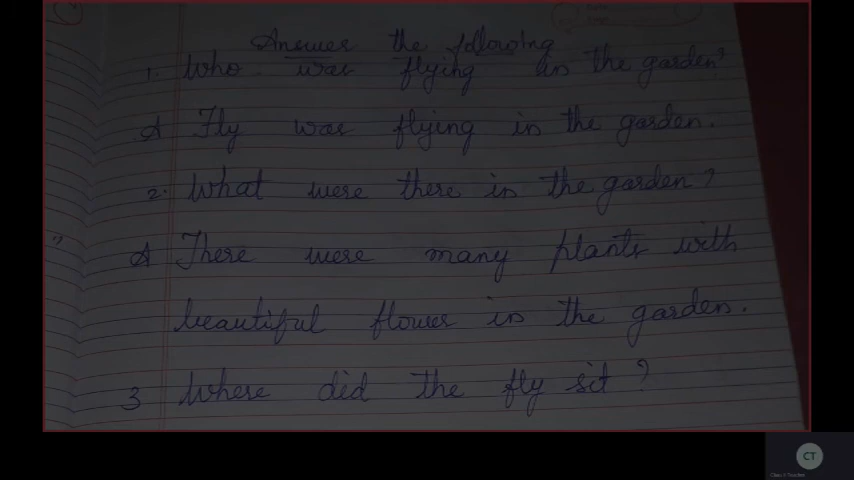 Answer the following
1. Who was flying in the garden?
A Fly was flying in the garden.
2. What were there in the garden?
A There were many plants with
beautiful flower in the garden.
3 Where did the fly sit?
CT